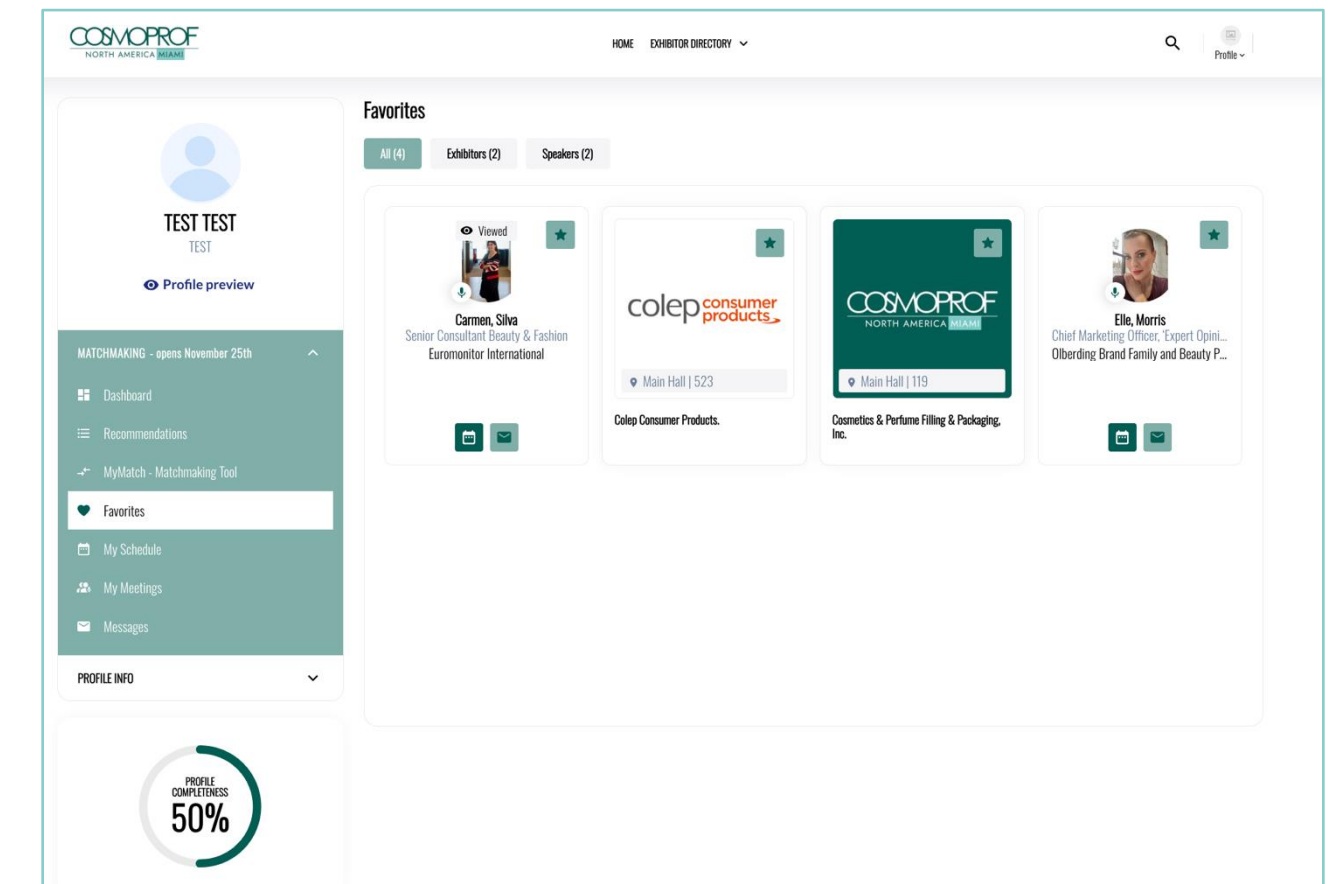 COSMOPROF
NORTH AMERICA MIAMI
HOME EXHIBITOR DIRECTORY
Profile
TEST TEST
TEST
Profile preview
MATCHMAKING - opens November 25th
Dashboard
Recommendations
MyMatch - Matchmaking Tool
Favorites
My Schedule
My Meetings
Messages
PROFILE INFO
PROFILE
COMPLETENESS
50%
Favorites
All (4) Exhibitors (2) Speakers (2)
Viewed
Carmen, Silva
Senior Consultant Beauty & Fashion
Euromonitor International
colep consumer
products
Main Hall | 523
Colep Consumer Products.
COSMOPROF
NORTH AMERICA MIAMI
Main Hall | 119
Cosmetics & Perfume Filling & Packaging,
Inc.
Elle, Morris
Chief Marketing Officer, 'Expert Opini...
Olberding Brand Family and Beauty P...